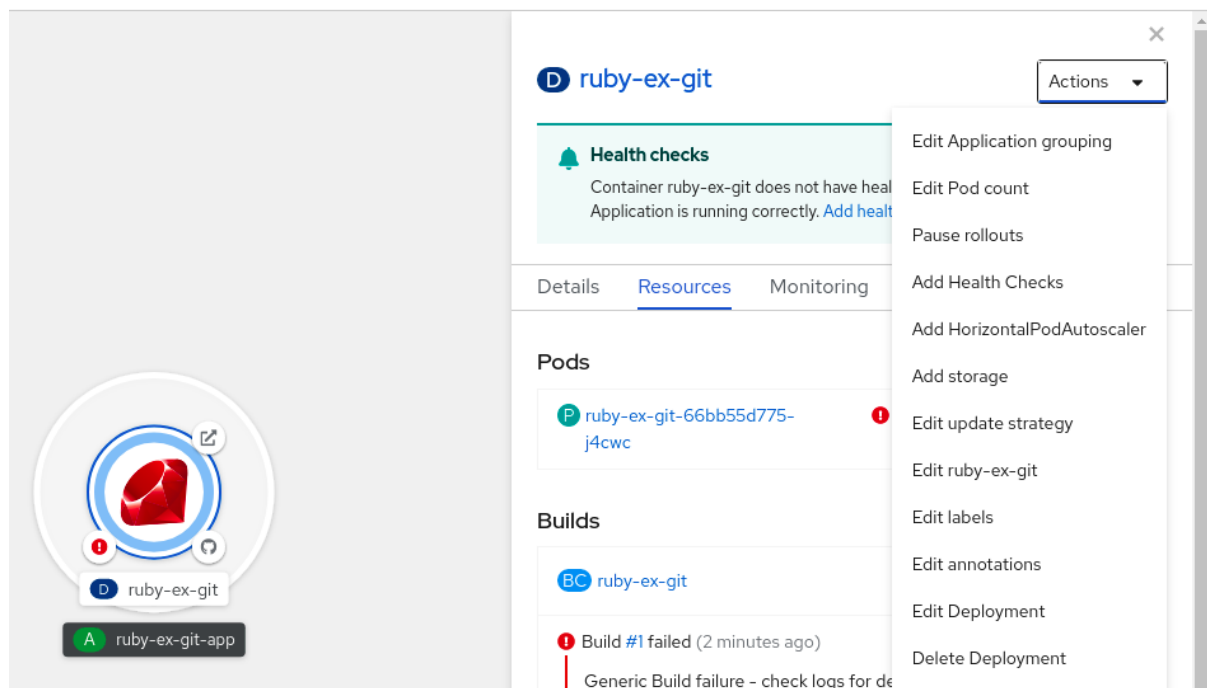 D ruby-ex-git
Actions
Health checks
Container ruby-ex-git does not have
Application is running correctly. Add
Details Resources Monitoring
Edit Application grouping
Edit Pod count
Pause rollouts
Add Health Checks
Add HorizontalPodAutoscaler
Add storage
Edit update strategy
Edit ruby-ex-git
Edit labels
Edit annotations
Edit Deployment
Delete Deployment
Pods
P ruby-ex-git-66bb55d775-
j4cwc
Builds
BC ruby-ex-git
Build #1 failed (2 minutes ago)
Generic Build failure - check logs for
D ruby-ex-git
A ruby-ex-git-app